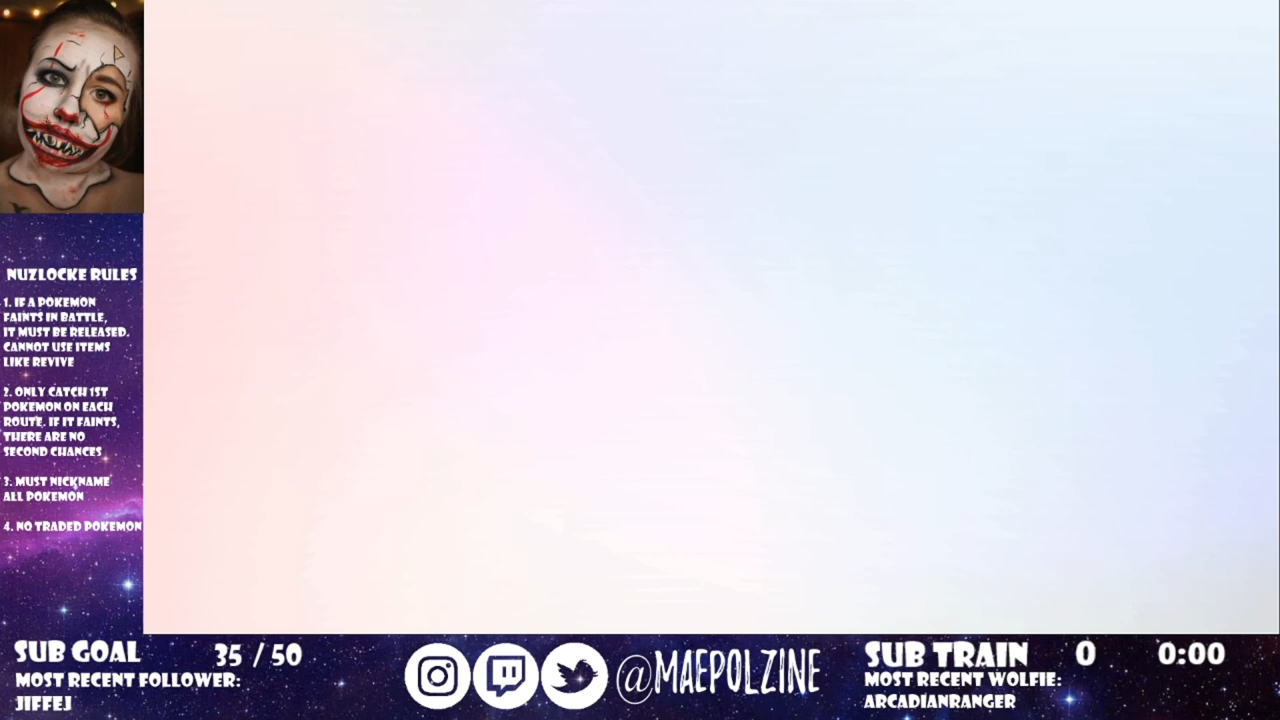 NUZLOCKE RULES
1. IF A POKEMON
FAINTS IN BATTLE,
IT MUST BE RELEASED.
CANNOT USE ITEMS
LIKE REVIVE
2. ONLY CATCH 1ST
POKEMON ON EACH
ROUTE. IF IT FAINTS,
THERE ARE NO
SECOND CHANCES
3. MUST NICKNAME
ALL POKEMON
4. NO TRADED POKEMON
SUB GOAL 35 / 50
MOST RECENT FOLLOWER:
JIFFEJ
@MAEPOLZINE
SUB TRAIN 0 0:00
MOST RECENT WOLFIE:
ARCADIANRANGER